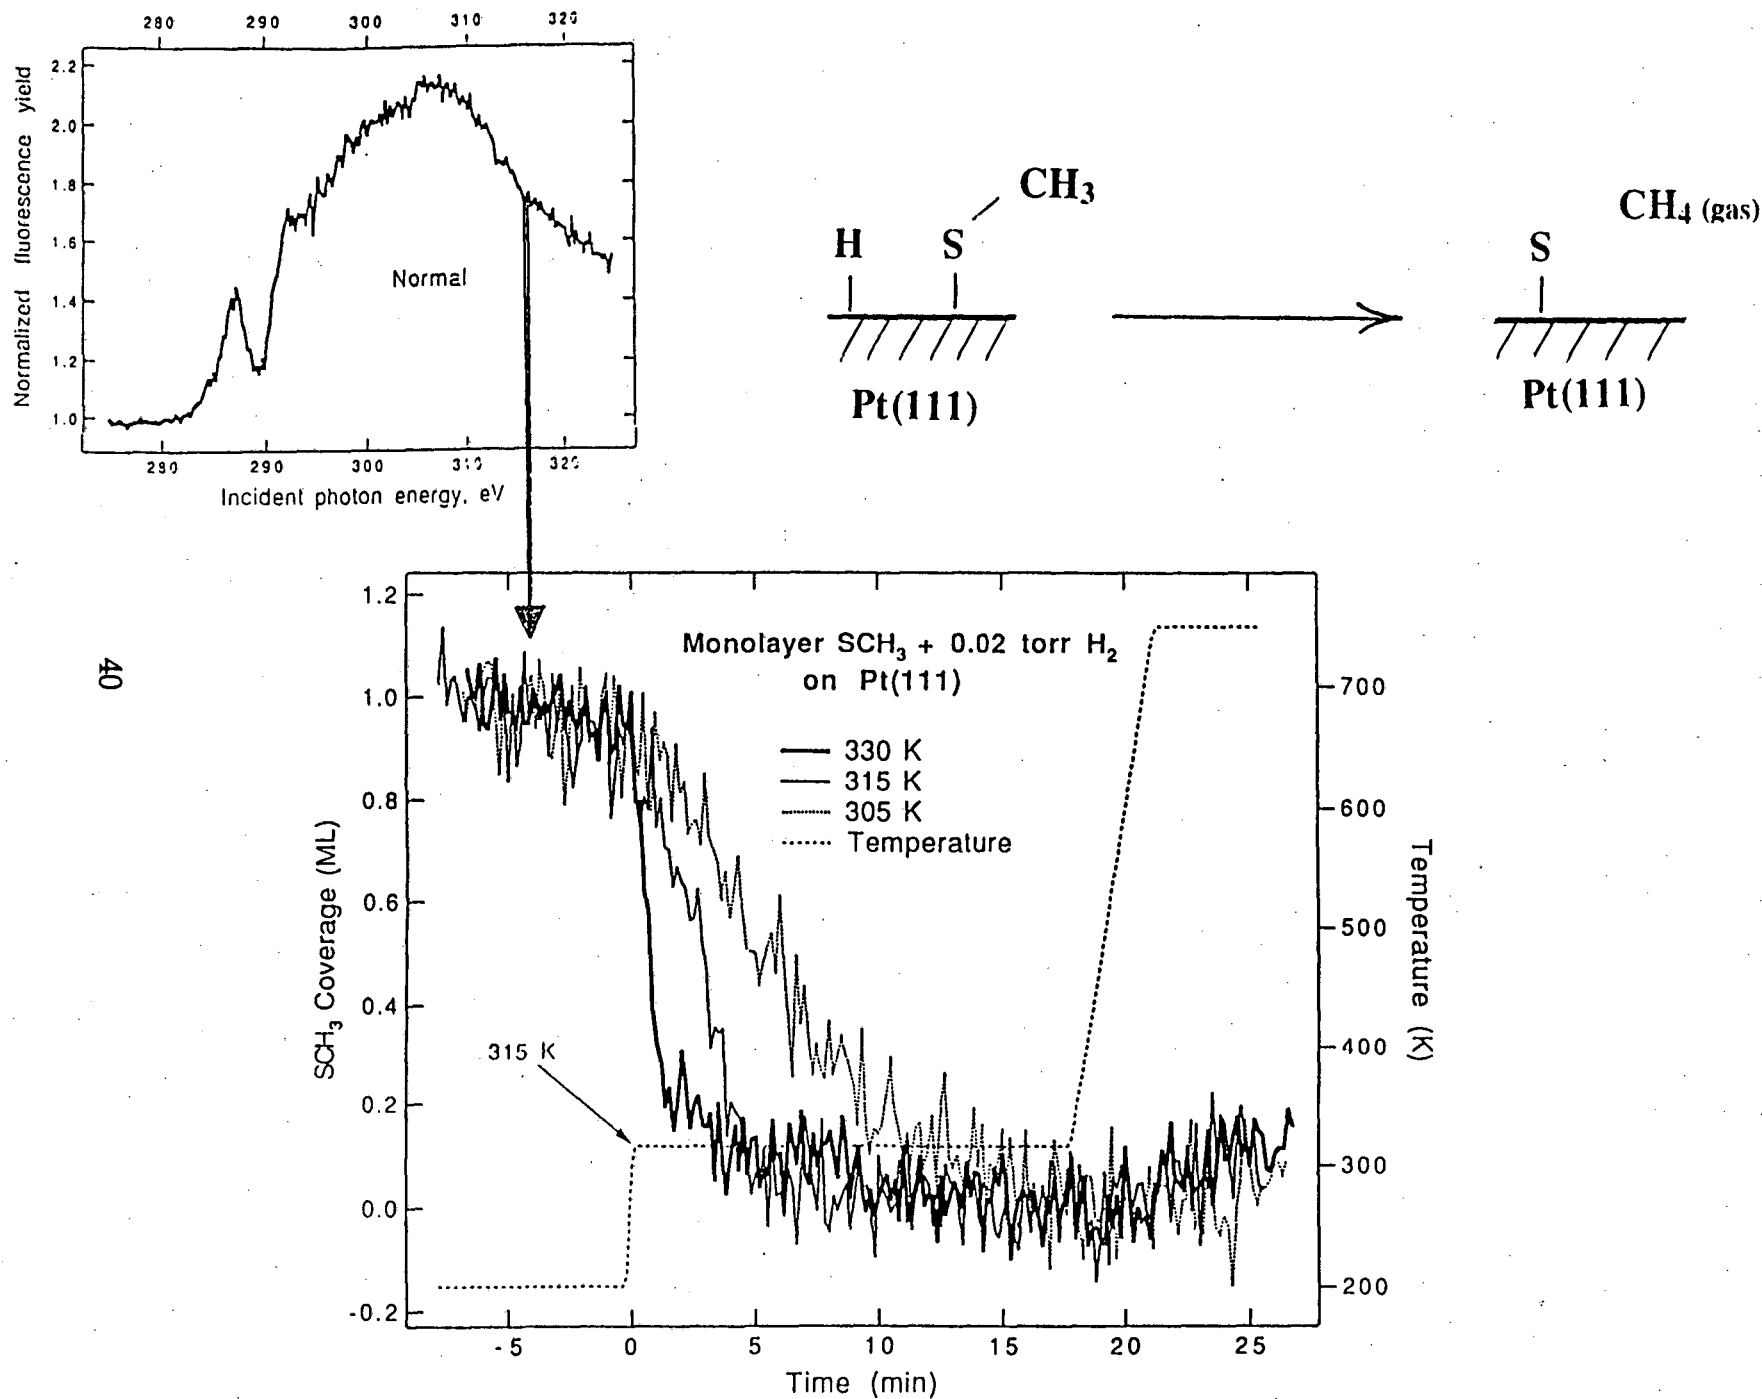 280 290 300 310 320
2.2
2.0
1.8
1.6
1.4
1.2
1.0
Normalized fluorescence yield
Normal
280 290 300 310 320
Incident photon energy, eV
H S CH₃
Pt(111)
S CH₄ (gas)
Pt(111)
40
Monolayer SCH₃ + 0.02 torr H₂
on Pt(111)
330 K
315 K
305 K
Temperature
315 K
1.2
1.0
0.8
0.6
0.4
0.2
0.0
-0.2
SCH₃ Coverage (ML)
700
600
500
400
300
200
Temperature (K)
-5 0 5 10 15 20 25
Time (min)